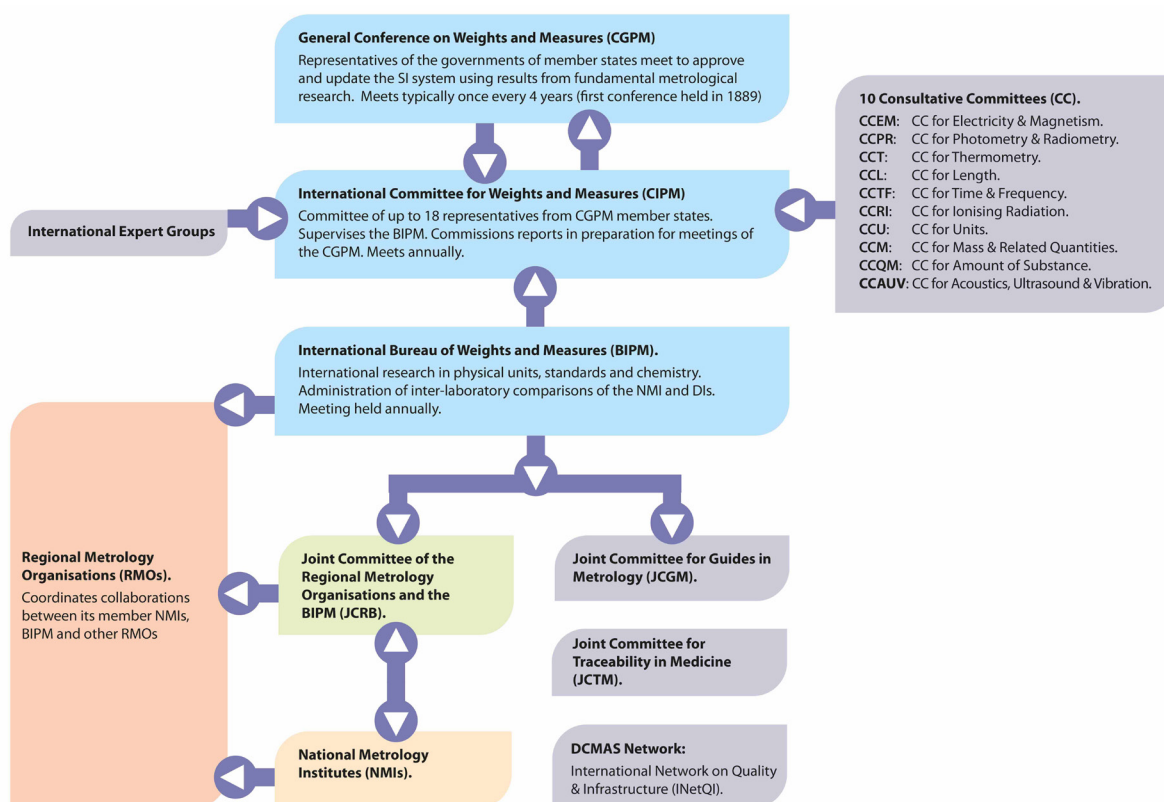 General Conference on Weights and Measures (CGPM)
Representatives of the governments of member states meet to approve
and update the SI system using results from fundamental metrological
research. Meets typically once every 4 years (first conference held in 1889)
10 Consultative Committees (CC).
CCEM: CC for Electricity & Magnetism.
CCPR: CC for Photometry & Radiometry.
CCT: CC for Thermometry.
CCL: CC for Length.
CCTF: CC for Time & Frequency.
CCRI: CC for Ionising Radiation.
CCU: CC for Units.
CCM: CC for Mass & Related Quantities.
CCQM: CC for Amount of Substance.
CCAUV: CC for Acoustics, Ultrasound & Vibration.
International Committee for Weights and Measures (CIPM)
Committee of up to 18 representatives from CGPM member states.
Supervises the BIPM. Commissions reports in preparation for meetings of
the CGPM. Meets annually.
International Expert Groups
International Bureau of Weights and Measures (BIPM).
International research in physical units, standards and chemistry.
Administration of inter-laboratory comparisons of the NMI and DIs.
Meeting held annually.
Regional Metrology
Organisations (RMOs).
Coordinates collaborations
between its member NMIs,
BIPM and other RMOs
Joint Committee of the
Regional Metrology
Organisations and the
BIPM (JCRB).
Joint Committee for Guides in
Metrology (JCGM).
Joint Committee for
Traceability in Medicine
(JCTM).
National Metrology
Institutes (NMIs).
DCMAS Network:
International Network on Quality
& Infrastructure (INetQI).